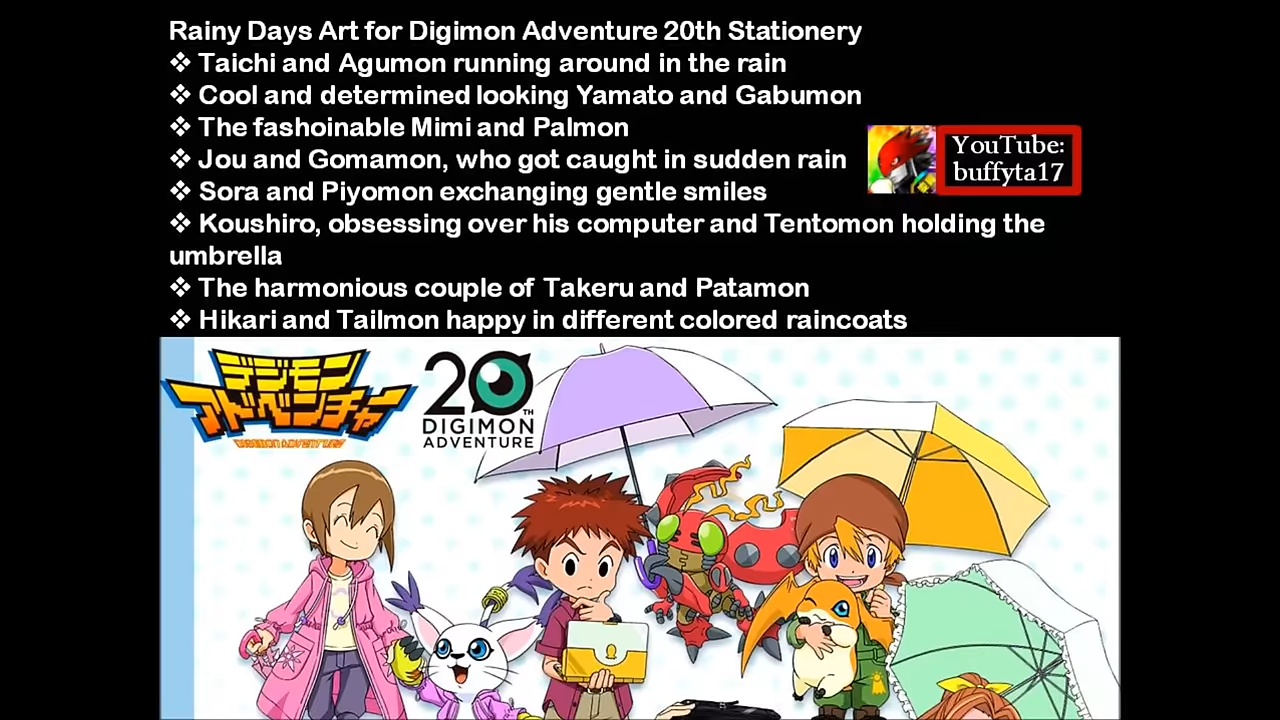 Rainy Days Art for Digimon Adventure 20th Stationery
❖ Taichi and Agumon running around in the rain
❖ Cool and determined looking Yamato and Gabumon
❖ The fashoinable Mimi and Palmon
❖ Jou and Gomamon, who got caught in sudden rain
YouTube:
buffyta17
❖ Sora and Piyomon exchanging gentle smiles
❖ Koushiro, obsessing over his computer and Tentomon holding the
umbrella
❖ The harmonious couple of Takeru and Patamon
❖ Hikari and Tailmon happy in different colored raincoats
デジモン
アドベンチャー
DIGIMON ADVENTURE
20
TM
DIGIMON
ADVENTURE